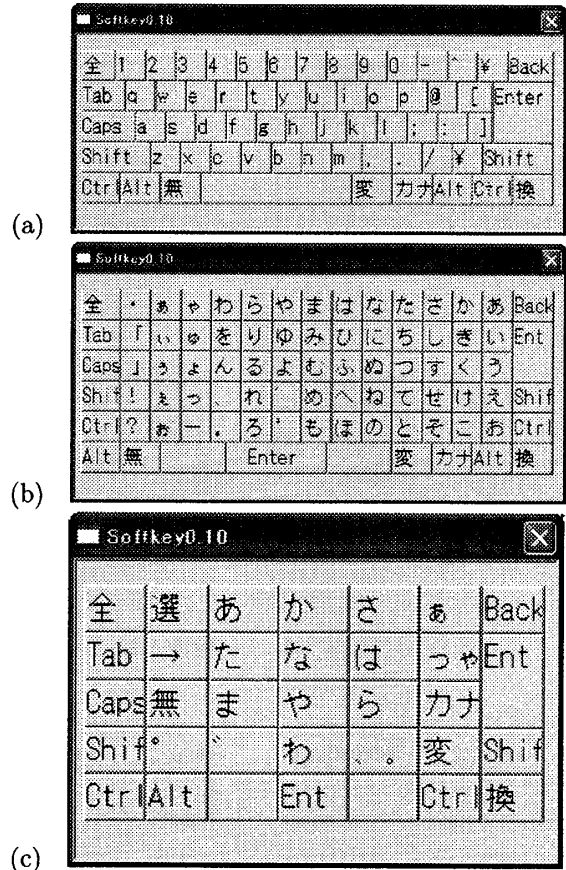 Softkey0.10
全 1 2 3 4 5 6 7 8 9 0 - ^ ¥ Back
Tab q w e r t y u i o p @ [ Enter
Caps a s d f g h j k l ; : ]
Shift z x c v b n m , . / ¥ Shift
Ctrl Alt 無 変 カナ Alt Ctrl 換
(a)
Softkey0.10
全 ・ ぁ ゃ わ ら や ま は な た さ か あ Back
Tab 「 ぃ ゅ を り ゆ み ひ に ち し き い Ent
Caps 」 ぅ ょ ん る よ む ふ ぬ つ す く う
Shif ! ぇ っ 、 れ ゛ め へ ね て せ け え Shif
Ctrl ? ぉ ー . ろ ゜ も ほ の と そ こ お Ctrl
Alt 無 Enter 変 カナ Alt 換
(b)
Softkey0.10
全 選 あ か さ ぁ Back
Tab → た な は っゃ Ent
Caps 無 ま や ら カナ
Shif ゜ ゛ わ 、。 変 Shif
Ctrl Alt Ent Ctrl 換
(c)